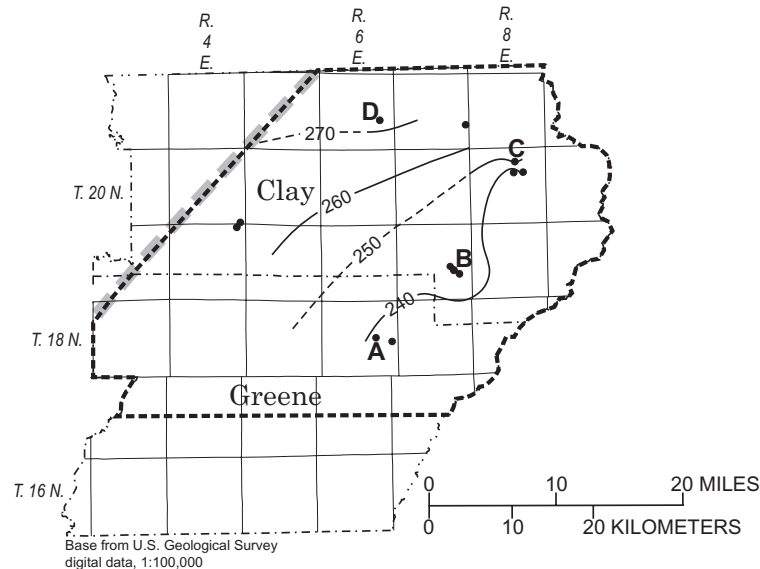 R.
4
E.
R.
6
E.
R.
8
E.
D
270
C
T. 20 N.
Clay
260
250
B
240
T. 18 N.
A
Greene
T. 16 N.
0 10 20 MILES
0 10 20 KILOMETERS
Base from U.S. Geological Survey
digital data, 1:100,000